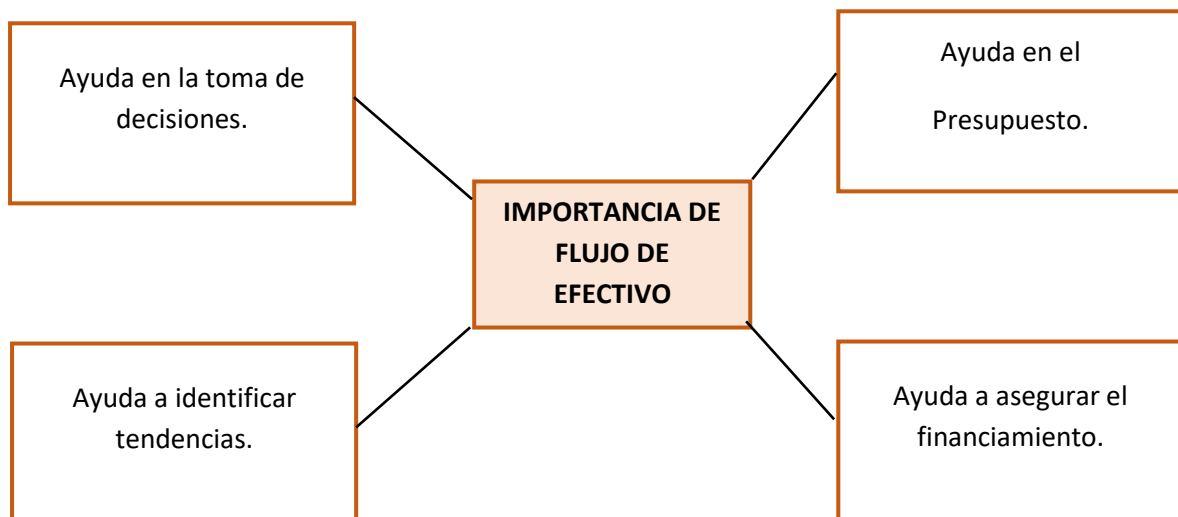 Ayuda en la toma de
decisiones.
Ayuda en el
Presupuesto.
IMPORTANCIA DE
FLUJO DE
EFECTIVO
Ayuda a identificar
tendencias.
Ayuda a asegurar el
financiamiento.